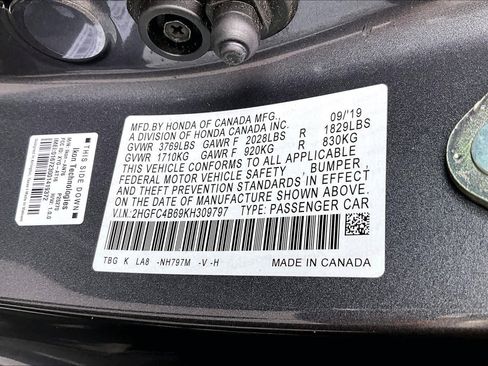 MFD.BY HONDA OF CANADA MFG., 09/'19
A DIVISION OF HONDA CANADA INC.
GVWR 3769LBS GAWR F 2028LBS R 1829LBS
GVWR 1710KG GAWR F 920KG R 830KG
THIS VEHICLE CONFORMS TO ALL APPLICABLE
FEDERAL MOTOR VEHICLE SAFETY , BUMPER ,
AND THEFT PREVENTION STANDARDS IN EFFECT
ON THE DATE OF MANUFACTURE SHOWN ABOVE.
V.I.N: 2HGFC4B69KH309797 TYPE: PASSENGER CAR
TBG K LA8 -NH797M -V -H MADE IN CANADA
THIS SIDE DOWN
Ikon technologies